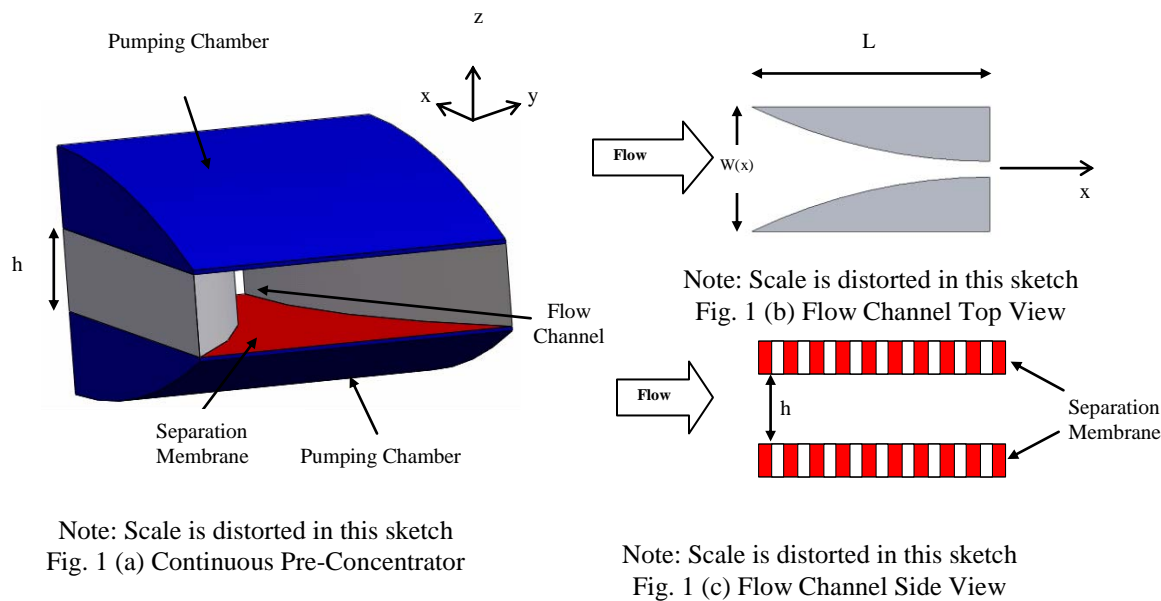 Pumping Chamber
z
x
y
h
Flow
Channel
Separation
Membrane
Pumping Chamber
Note: Scale is distorted in this sketch
Fig. 1 (a) Continuous Pre-Concentrator
L
Flow
W(x)
x
Note: Scale is distorted in this sketch
Fig. 1 (b) Flow Channel Top View
Flow
h
Separation
Membrane
Note: Scale is distorted in this sketch
Fig. 1 (c) Flow Channel Side View